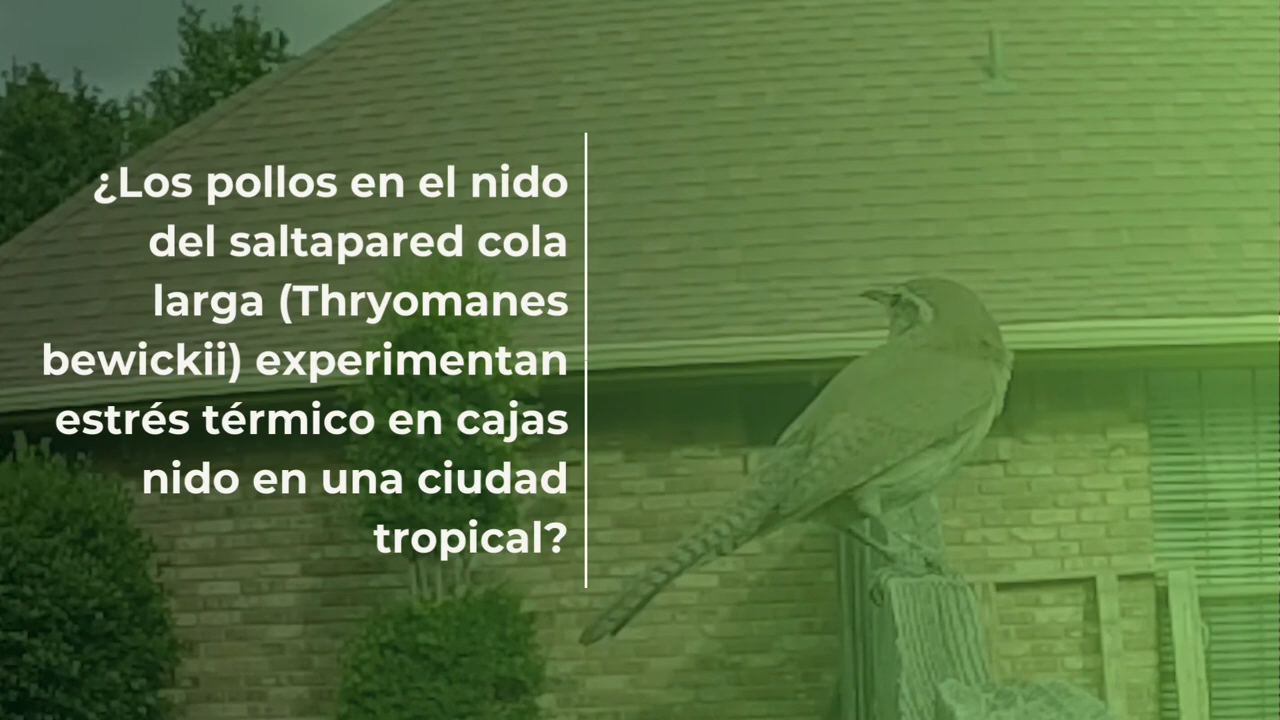 ¿Los pollos en el nido
del saltapared cola
larga (Thryomanes
bewickii) experimentan
estrés térmico en cajas
nido en una ciudad
tropical?